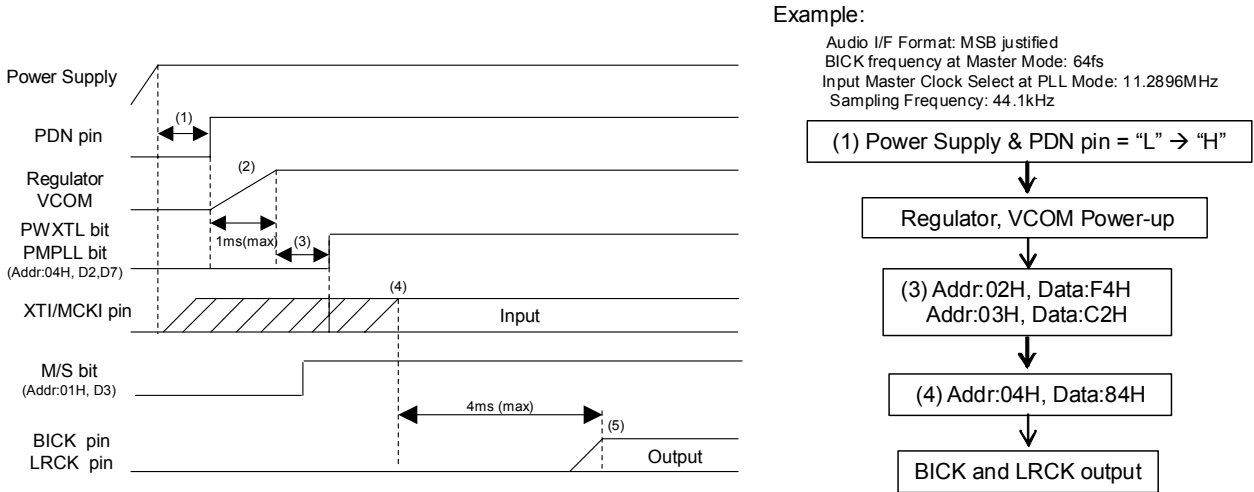 Power Supply
(1)
PDN pin
(2)
Regulator
VCOM
PWXTL bit
1ms(max)
(3)
PMPLL bit
(Addr:04H, D2,D7)
(4)
XTI/MCKI pin
Input
M/S bit
(Addr:01H, D3)
4ms (max)
(5)
BICK pin
LRCK pin
Output
Example:
Audio I/F Format: MSB justified
BICK frequency at Master Mode: 64fs
Input Master Clock Select at PLL Mode: 11.2896MHz
Sampling Frequency: 44.1kHz
(1) Power Supply & PDN pin = “L” → “H”
Regulator, VCOM Power-up
(3) Addr:02H, Data:F4H
Addr:03H, Data:C2H
(4) Addr:04H, Data:84H
BICK and LRCK output